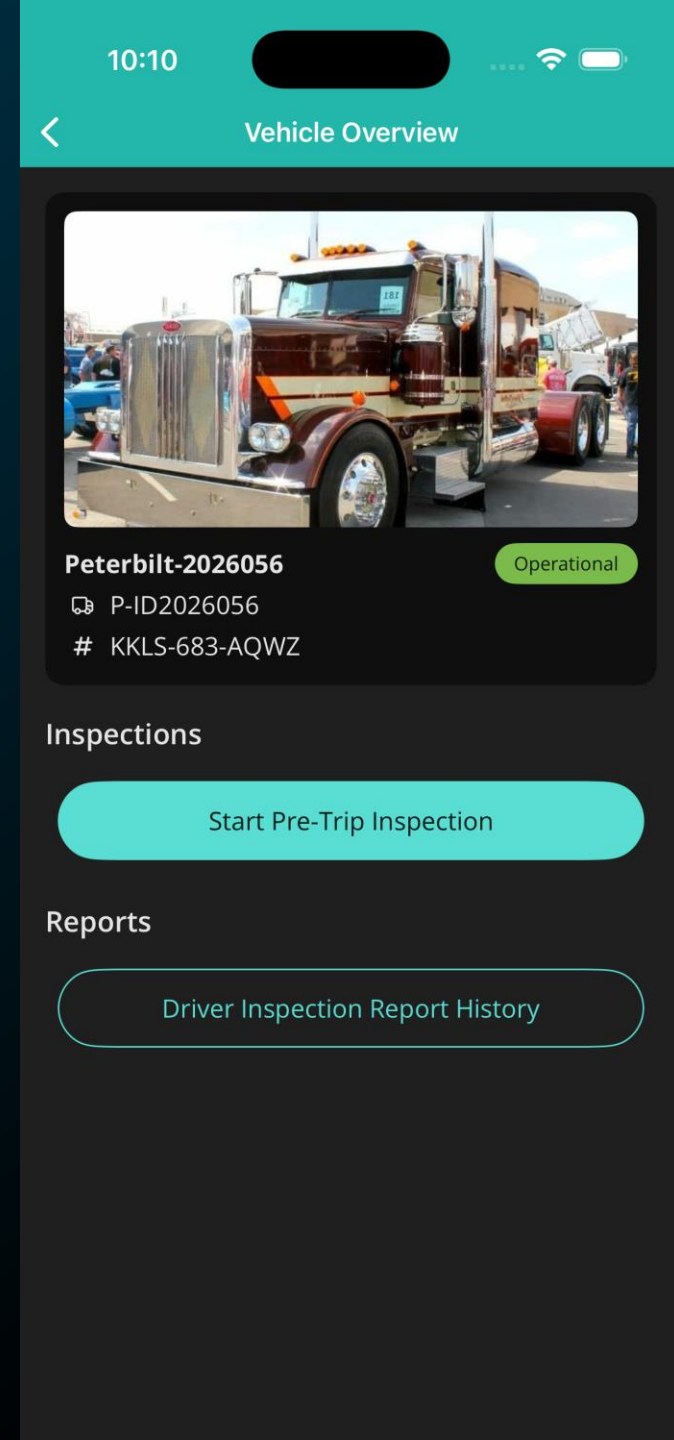 10:10
Vehicle Overview
181
Peterbilt-2026056
Operational
P-ID2026056
# KKLS-683-AQWZ
Inspections
Start Pre-Trip Inspection
Reports
Driver Inspection Report History